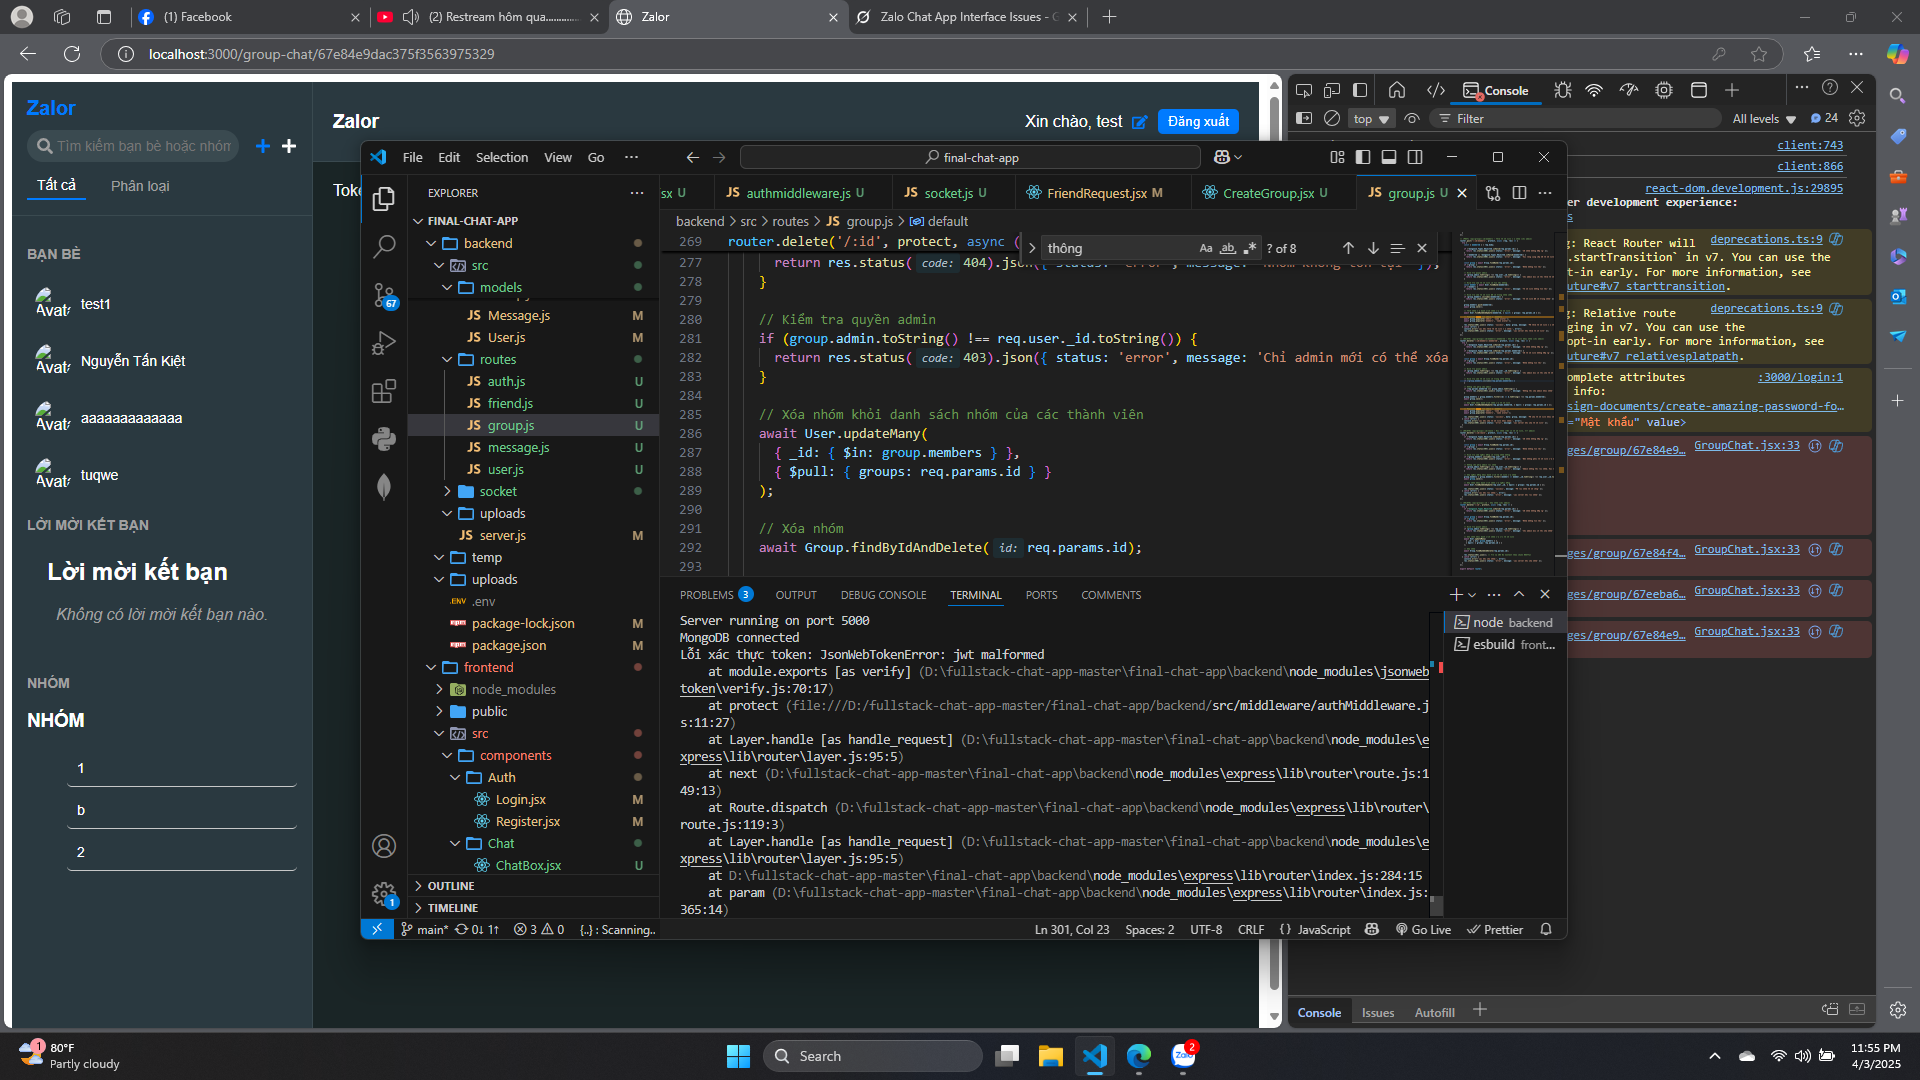 (1) Facebook
(2) Restream hôm qua............
Zalor
Zalo Chat App Interface Issues - G
localhost:3000/group-chat/67e84e9dac375f3563975329
Zalor
Tìm kiếm bạn bè hoặc nhóm
Tất cả
Phân loại
BẠN BÈ
Avata
test1
Avata
Nguyễn Tấn Kiệt
Avata
aaaaaaaaaaaaa
Avata
tuqwe
LỜI MỜI KẾT BẠN
Lời mời kết bạn
Không có lời mời kết bạn nào.
NHÓM
NHÓM
1
b
2
Zalor
Xin chào, test
Đăng xuất
Toke
File Edit Selection View Go
final-chat-app
EXPLORER
FINAL-CHAT-APP
backend
src
models
Message.js M
User.js M
routes
auth.js U
friend.js U
group.js U
message.js U
user.js U
socket
uploads
server.js M
temp
uploads
.ENV .env
package-lock.json M
package.json M
frontend
node_modules
public
src
components
Auth
Login.jsx M
Register.jsx M
Chat
ChatBox.jsx U
OUTLINE
TIMELINE
67
1
sx U
JS authmiddleware.js U
JS socket.js U
FriendRequest.jsx M
CreateGroup.jsx U
JS group.js U
backend > src > routes > JS group.js > default
thông
Aa ab
? of 8
269 router.delete('/:id', protect, async (
277 return res.status( code: 404).json({ status: 'error', message: 'Nhóm không tồn tại' });
278 }
279
280 // Kiểm tra quyền admin
281 if (group.admin.toString() !== req.user._id.toString()) {
282 return res.status( code: 403).json({ status: 'error', message: 'Chỉ admin mới có thể xóa
283 }
284
285 // Xóa nhóm khỏi danh sách nhóm của các thành viên
286 await User.updateMany(
287 { _id: { $in: group.members } },
288 { $pull: { groups: req.params.id } }
289 );
290
291 // Xóa nhóm
292 await Group.findByIdAndDelete( id: req.params.id);
293
PROBLEMS 3 OUTPUT DEBUG CONSOLE TERMINAL PORTS COMMENTS
Server running on port 5000
MongoDB connected
Lỗi xác thực token: JsonWebTokenError: jwt malformed
at module.exports [as verify] (D:\fullstack-chat-app-master\final-chat-app\backend\node_modules\jsonweb
token\verify.js:70:17)
at protect (file:///D:/fullstack-chat-app-master/final-chat-app/backend/src/middleware/authMiddleware.j
s:11:27)
at Layer.handle [as handle_request] (D:\fullstack-chat-app-master\final-chat-app\backend\node_modules\e
xpress\lib\router\layer.js:95:5)
at next (D:\fullstack-chat-app-master\final-chat-app\backend\node_modules\express\lib\router\route.js:1
49:13)
at Route.dispatch (D:\fullstack-chat-app-master\final-chat-app\backend\node_modules\express\lib\router\
route.js:119:3)
at Layer.handle [as handle_request] (D:\fullstack-chat-app-master\final-chat-app\backend\node_modules\e
xpress\lib\router\layer.js:95:5)
at D:\fullstack-chat-app-master\final-chat-app\backend\node_modules\express\lib\router\index.js:284:15
at param (D:\fullstack-chat-app-master\final-chat-app\backend\node_modules\express\lib\router\index.js:
365:14)
node backend
esbuild front...
main* 0↓ 1↑ 3 0 {..} : Scanning..
Ln 301, Col 23 Spaces: 2 UTF-8 CRLF {} JavaScript Go Live Prettier
Console
top
Filter
All levels
24
client:743
client:866
react-dom.development.js:29895
er development experience:
s
g: React Router will deprecations.ts:9
.startTransition` in v7. You can use the
t-in early. For more information, see
uture#v7_starttransition.
g: Relative route deprecations.ts:9
ging in v7. You can use the
opt-in early. For more information, see
uture#v7_relativesplatpath.
omplete attributes :3000/login:1
info:
sign-documents/create-amazing-password-fo…
="Mật khẩu" value>
GroupChat.jsx:33
ges/group/67e84e9…
ges/group/67e84f4… GroupChat.jsx:33
ges/group/67eeba6… GroupChat.jsx:33
ges/group/67e84e9… GroupChat.jsx:33
Console Issues Autofill
1
80°F
Partly cloudy
Search
Zalo
2
11:55 PM
4/3/2025